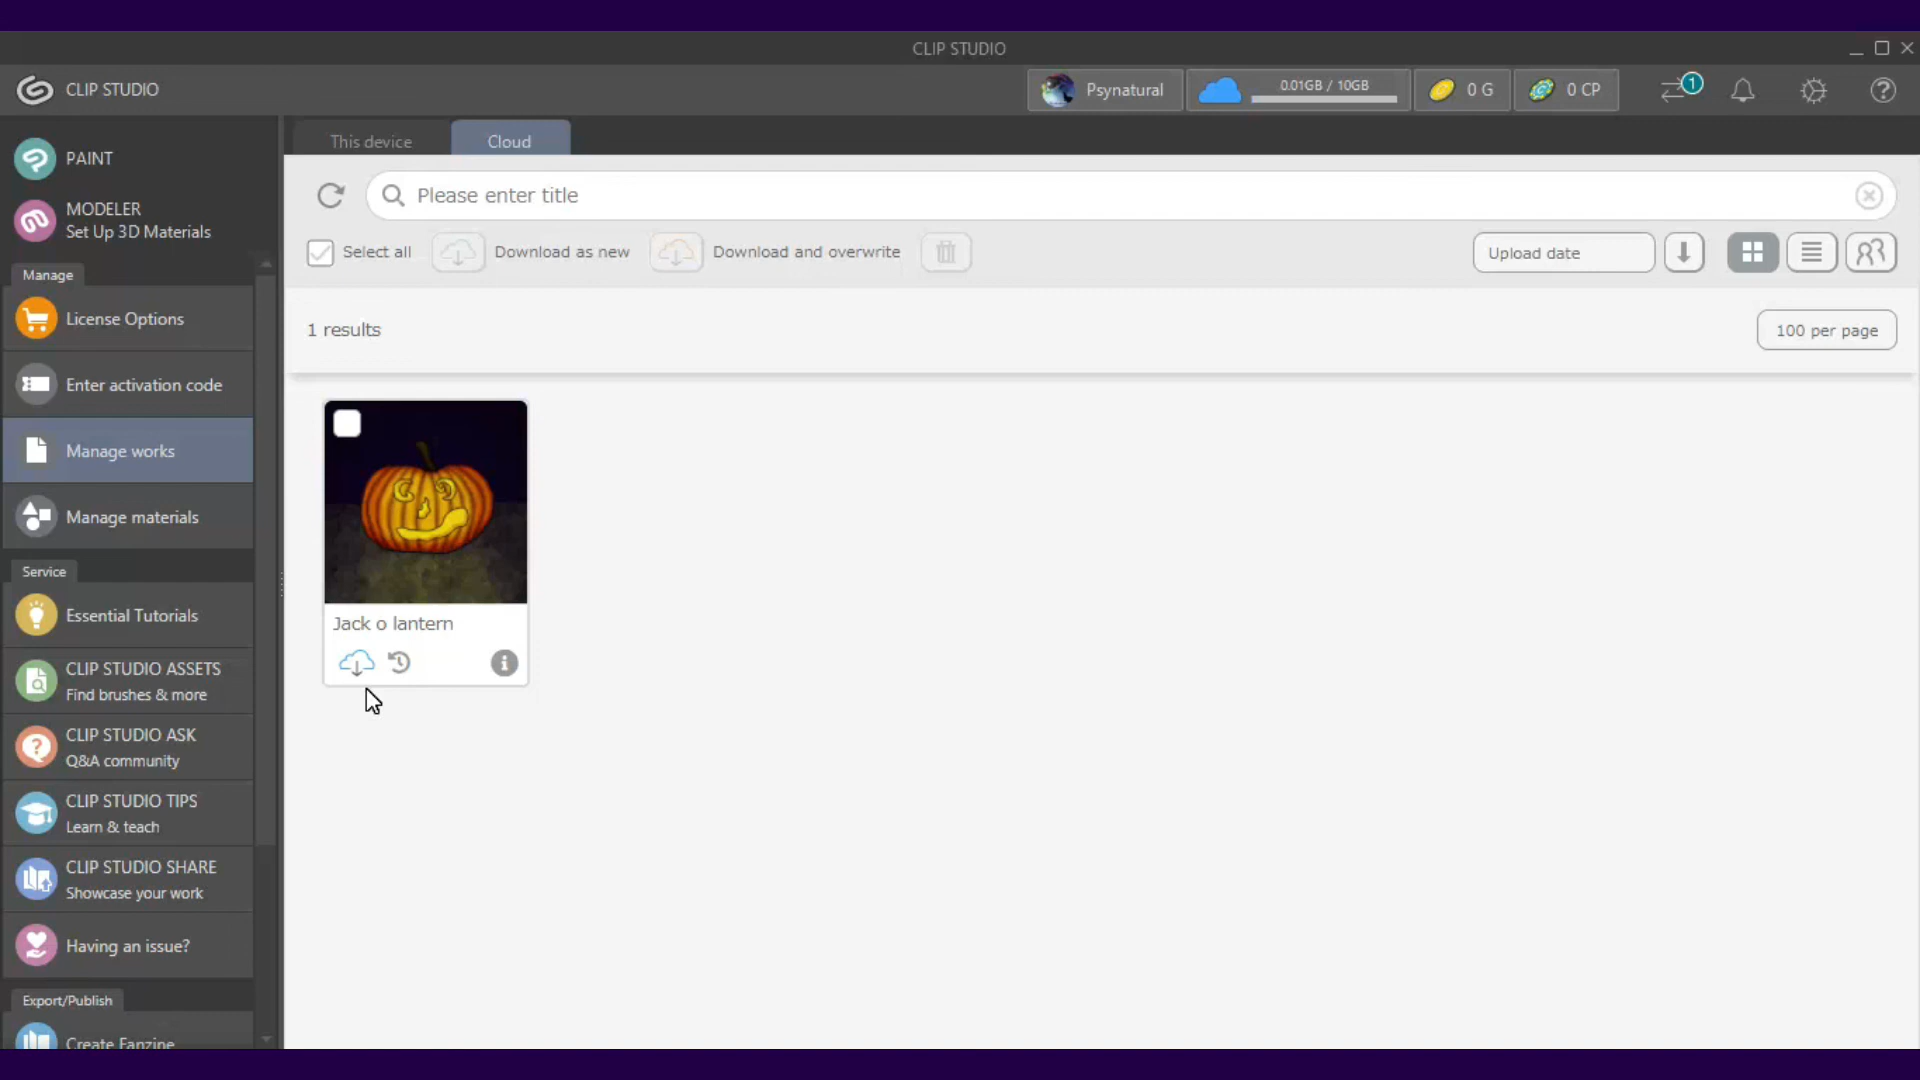 CLIP STUDIO
CLIP STUDIO
Psynatural
0.01GB / 10GB
0 G
0 CP
1
PAINT
MODELER
Set Up 3D Materials
Manage
License Options
Enter activation code
Manage works
Manage materials
Service
Essential Tutorials
CLIP STUDIO ASSETS
Find brushes & more
CLIP STUDIO ASK
Q&A community
CLIP STUDIO TIPS
Learn & teach
CLIP STUDIO SHARE
Showcase your work
Having an issue?
Export/Publish
Create Fanzine
This device
Cloud
Please enter title
Select all
Download as new
Download and overwrite
Upload date
1 results
100 per page
Jack o lantern